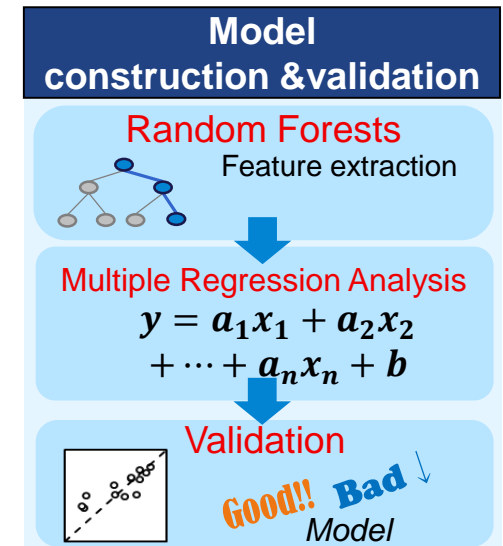 Model
construction &validation
Random Forests
Feature extraction
Multiple Regression Analysis
y = a₁x₁ + a₂x₂
+ ⋯ + aₙxₙ + b
Validation
Good!! Bad ↓
Model